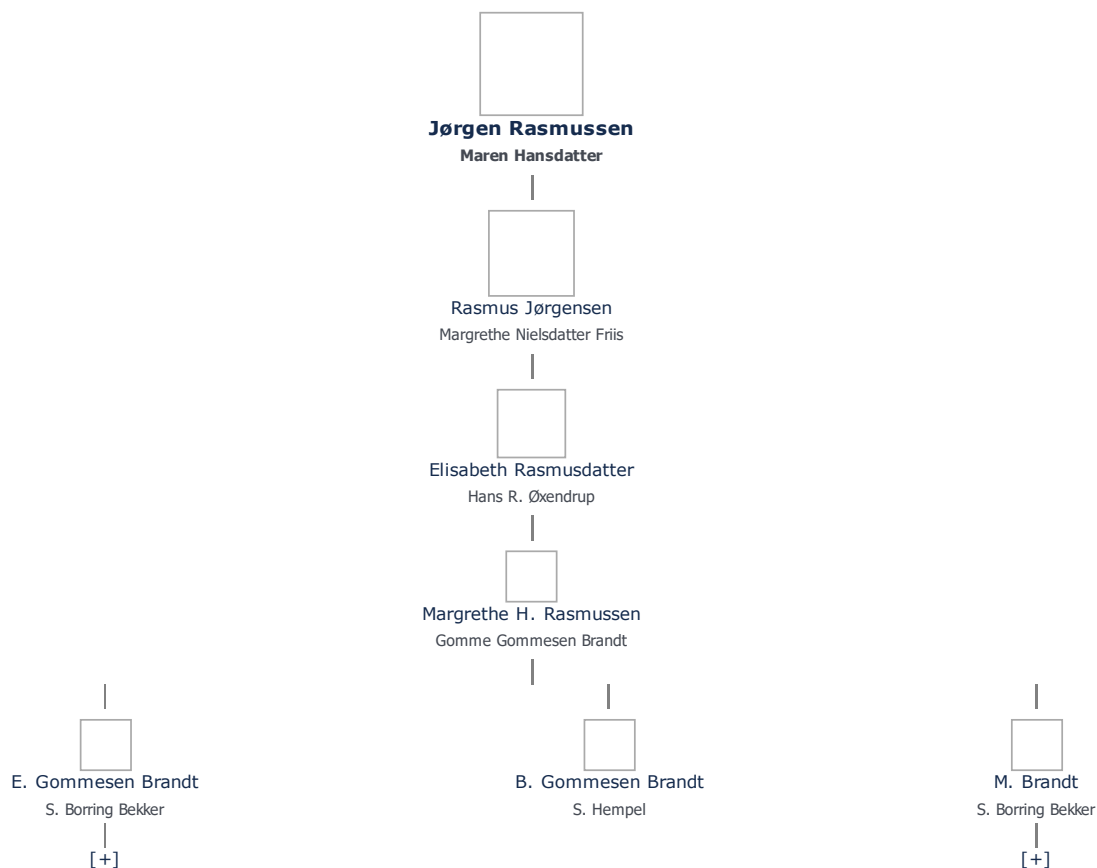 Jørgen Rasmussen
Maren Hansdatter
Rasmus Jørgensen
Margrethe Nielsdatter Friis
Elisabeth Rasmusdatter
Hans R. Øxendrup
Margrethe H. Rasmussen
Gomme Gommesen Brandt
E. Gommesen Brandt
S. Borring Bekker
[+]
B. Gommesen Brandt
S. Hempel
M. Brandt
S. Borring Bekker
[+]